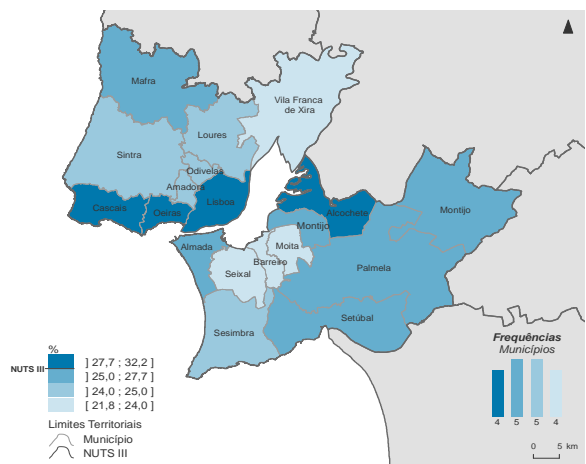 Mafra
Vila Franca
de Xira
Loures
Sintra
Odivelas
Amadora
Cascais
Oeiras
Lisboa
Alcochete
Montijo
Montijo
Almada
Moita
Barreiro
Seixal
Palmela
Setúbal
Sesimbra
%
NUTS III
] 27,7 ; 32,2 ]
] 25,0 ; 27,7 ]
] 24,0 ; 25,0 ]
[ 21,8 ; 24,0 ]
Limites Territoriais
Município
NUTS III
Frequências
Municípios
4 5 5 4
0 5 km